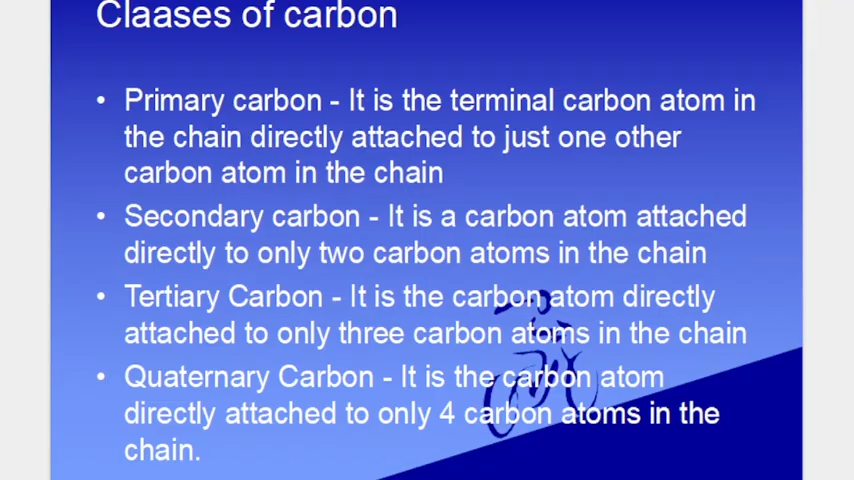 Claases of carbon
• Primary carbon - It is the terminal carbon atom in
the chain directly attached to just one other
carbon atom in the chain
• Secondary carbon - It is a carbon atom attached
directly to only two carbon atoms in the chain
• Tertiary Carbon - It is the carbon atom directly
attached to only three carbon atoms in the chain
• Quaternary Carbon - It is the carbon atom
directly attached to only 4 carbon atoms in the
chain.